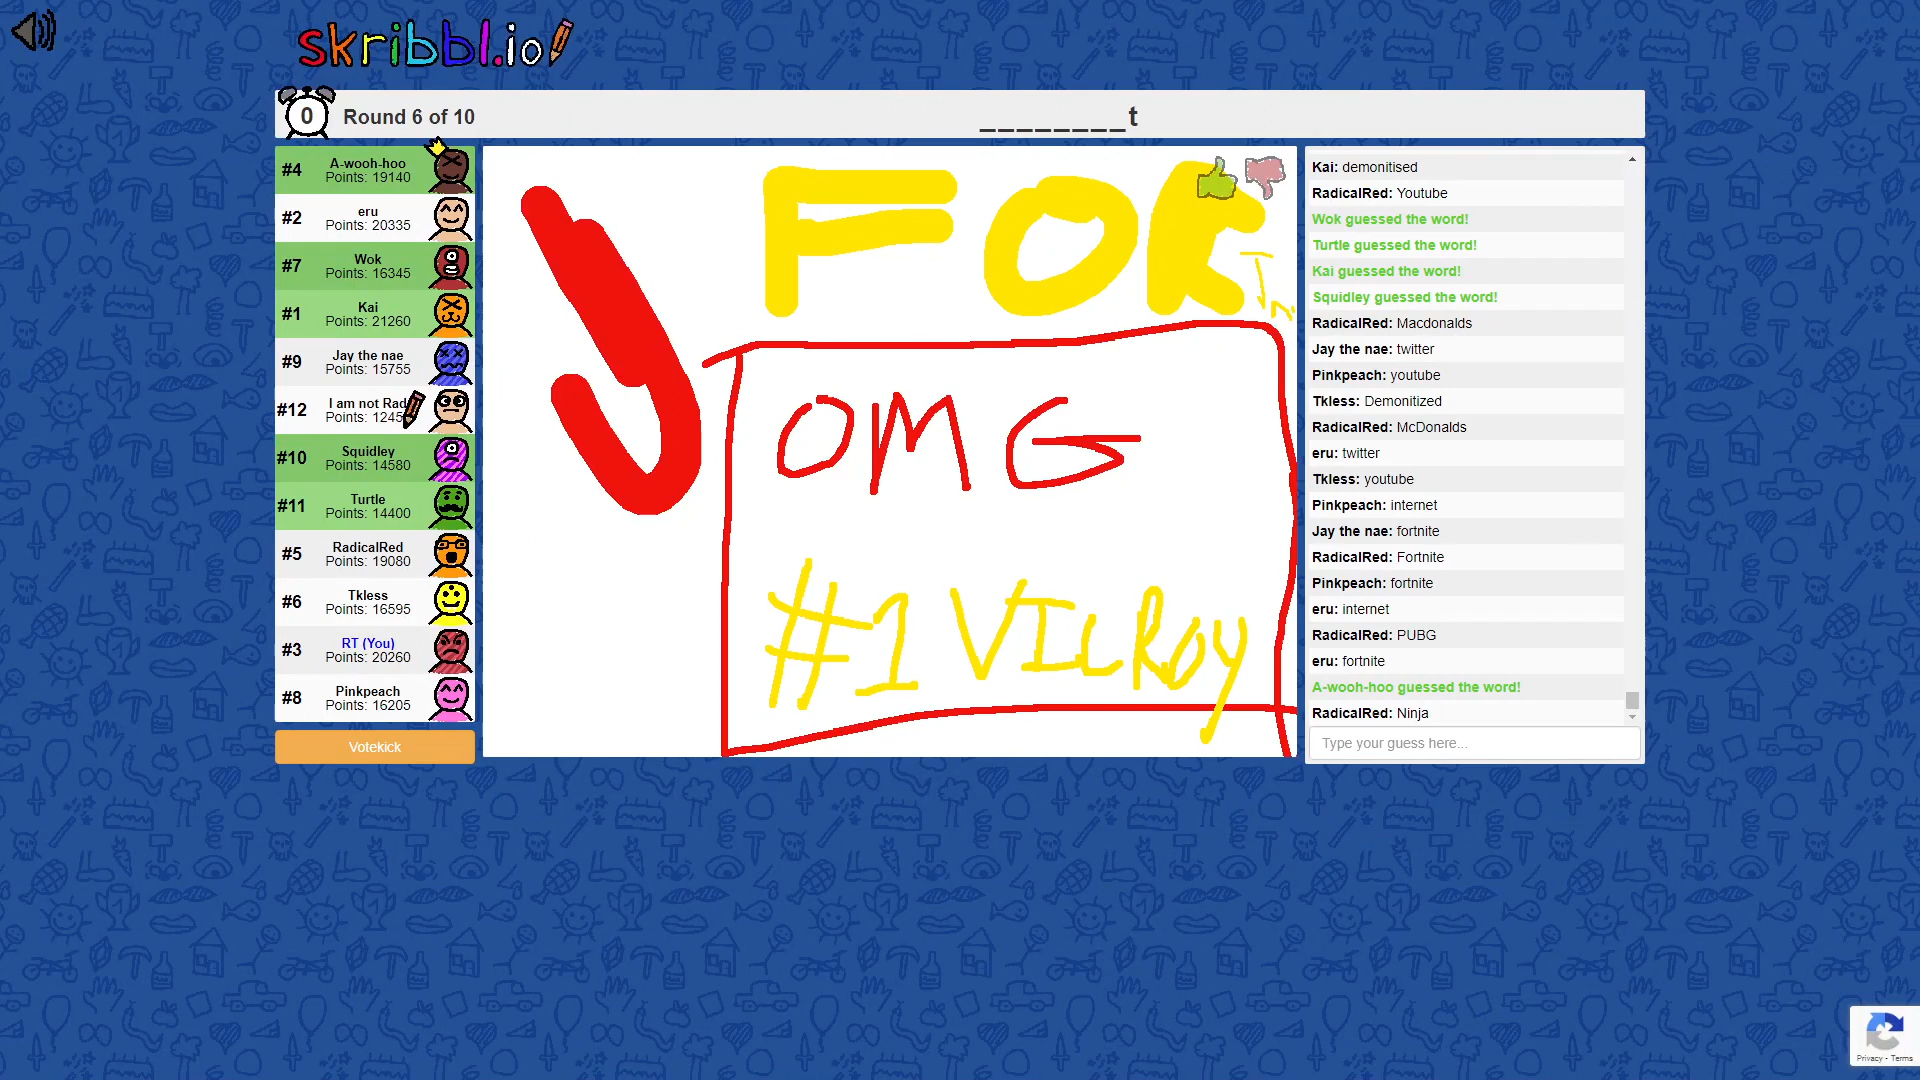 skribbl.io
0
Round 6 of 10
________t
#4 A-wooh-hoo
Points: 19140
#2 eru
Points: 20335
#7 Wok
Points: 16345
#1 Kai
Points: 21260
#9 Jay the nae
Points: 15755
#12 I am not Rad
Points: 1245
#10 Squidley
Points: 14580
#11 Turtle
Points: 14400
#5 RadicalRed
Points: 19080
#6 Tkless
Points: 16595
#3 RT (You)
Points: 20260
#8 Pinkpeach
Points: 16205
Votekick
FOR
In
OMG
#1 VICRoy
Kai: demonitised
RadicalRed: Youtube
Wok guessed the word!
Turtle guessed the word!
Kai guessed the word!
Squidley guessed the word!
RadicalRed: Macdonalds
Jay the nae: twitter
Pinkpeach: youtube
Tkless: Demonitized
RadicalRed: McDonalds
eru: twitter
Tkless: youtube
Pinkpeach: internet
Jay the nae: fortnite
RadicalRed: Fortnite
Pinkpeach: fortnite
eru: internet
RadicalRed: PUBG
eru: fortnite
A-wooh-hoo guessed the word!
RadicalRed: Ninja
Type your guess here...
Privacy - Terms